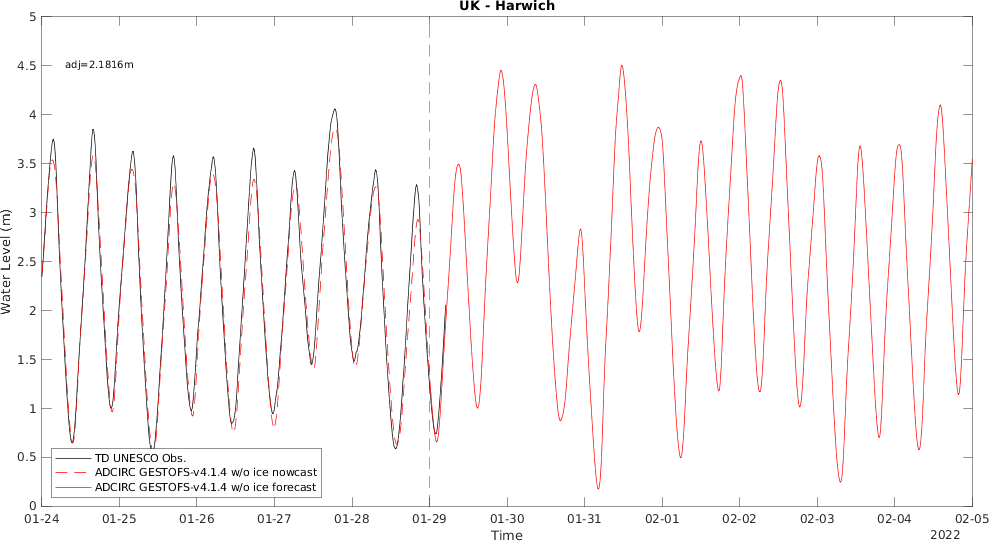 UK - Harwich
5
4.5
4
3.5
3
2.5
2
1.5
1
0.5
0
Water Level (m)
adj=2.1816m
TD UNESCO Obs.
ADCIRC GESTOFS-v4.1.4 w/o ice nowcast
ADCIRC GESTOFS-v4.1.4 w/o ice forecast
01-24 01-25 01-26 01-27 01-28 01-29 01-30 01-31 02-01 02-02 02-03 02-04 02-05
Time
2022